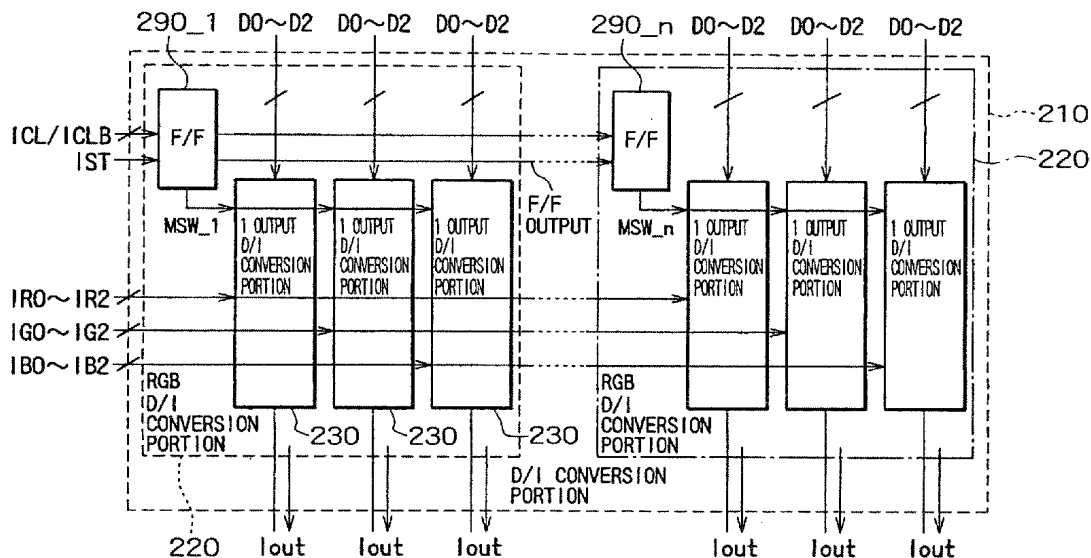 290_1 D0~D2 D0~D2 D0~D2 290_n D0~D2 D0~D2 D0~D2
210
ICL/ICLB F/F F/F
IST 220
F/F
OUTPUT
MSW_1 MSW_n
1 OUTPUT
D/I
CONVERSION
PORTION
1 OUTPUT
D/I
CONVERSION
PORTION
1 OUTPUT
D/I
CONVERSION
PORTION
1 OUTPUT
D/I
CONVERSION
PORTION
1 OUTPUT
D/I
CONVERSION
PORTION
1 OUTPUT
D/I
CONVERSION
PORTION
IR0~IR2
IG0~IG2
IB0~IB2
RGB
D/I
CONVERSION
PORTION
230 230 230
RGB
D/I
CONVERSION
PORTION
D/I CONVERSION
PORTION
220 Iout Iout Iout Iout Iout Iout